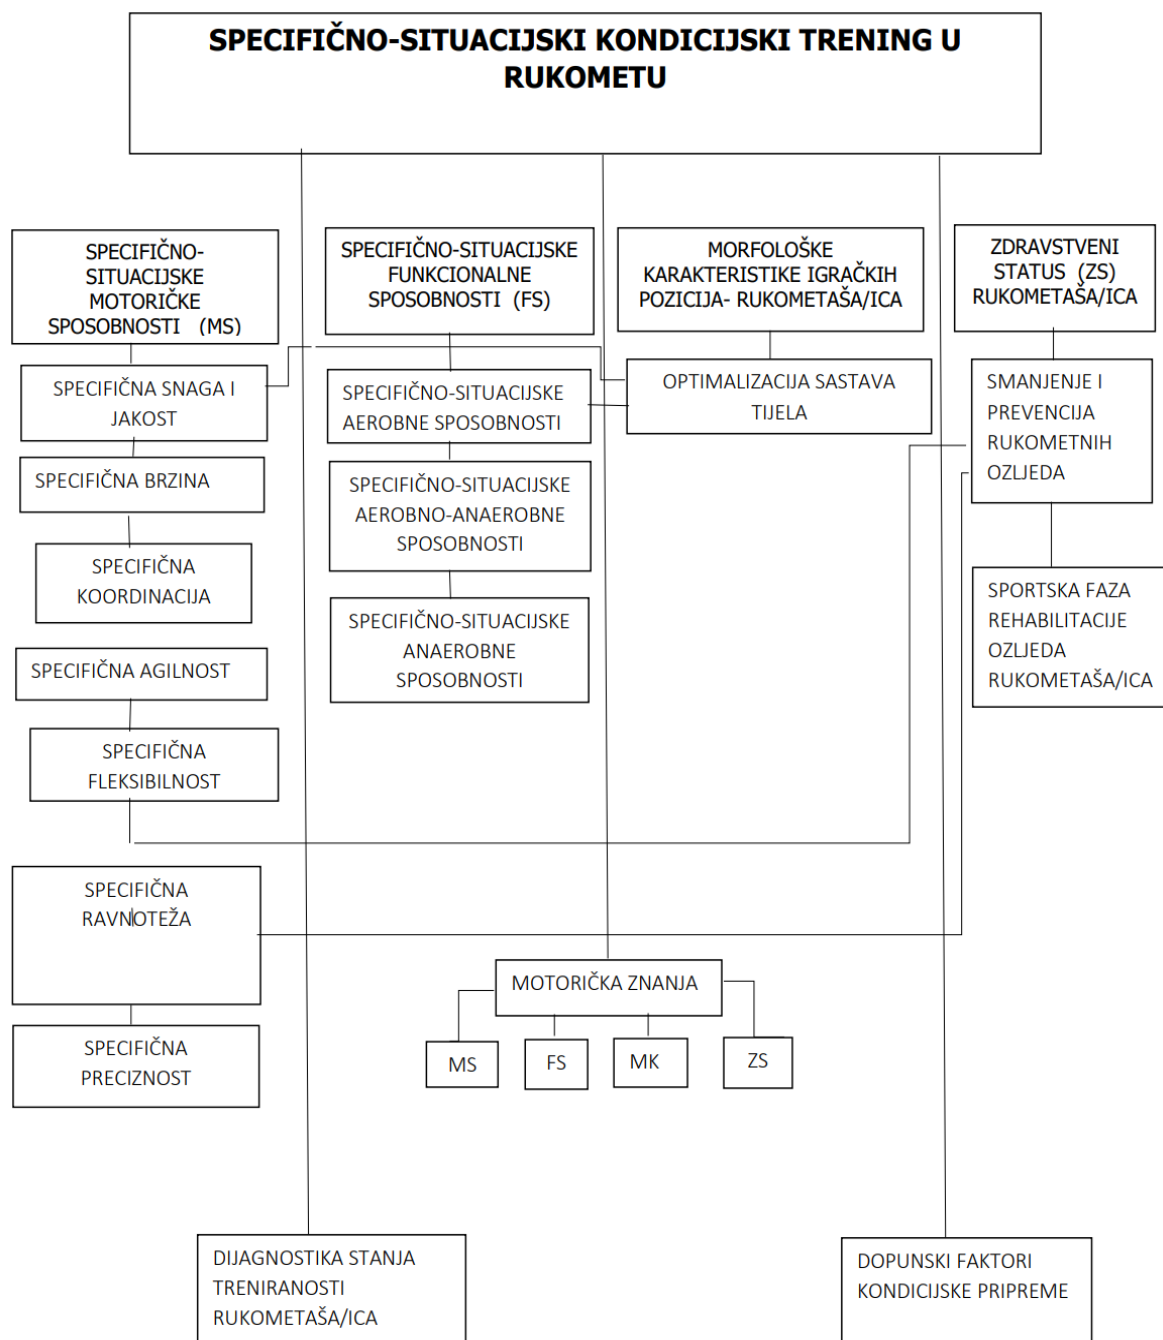 SPECIFIČNO-SITUACIJSKI KONDICIJSKI TRENING U
RUKOMETU
SPECIFIČNO-
SITUACIJSKE
MOTORIČKE
SPOSOBNOSTI (MS)
SPECIFIČNA SNAGA I
JAKOST
SPECIFIČNA BRZINA
SPECIFIČNA
KOORDINACIJA
SPECIFIČNA AGILNOST
SPECIFIČNA
FLEKSIBILNOST
SPECIFIČNA
RAVNOTEŽA
SPECIFIČNA
PRECIZNOST
SPECIFIČNO-SITUACIJSKE
FUNKCIONALNE
SPOSOBNOSTI (FS)
SPECIFIČNO-SITUACIJSKE
AEROBNE SPOSOBNOSTI
SPECIFIČNO-SITUACIJSKE
AEROBNO-ANAEROBNE
SPOSOBNOSTI
SPECIFIČNO-SITUACIJSKE
ANAEROBNE
SPOSOBNOSTI
MORFOLOŠKE
KARAKTERISTIKE IGRAČKIH
POZICIJA- RUKOMETAŠA/ICA
OPTIMALIZACIJA SASTAVA
TIJELA
ZDRAVSTVENI
STATUS (ZS)
RUKOMETAŠA/ICA
SMANJENJE I
PREVENCIJA
RUKOMETNIH
OZLJEDA
SPORTSKA FAZA
REHABILITACIJE
OZLJEDA
RUKOMETAŠA/ICA
MOTORIČKA ZNANJA
MS
FS
MK
ZS
DIJAGNOSTIKA STANJA
TRENIRANOSTI
RUKOMETAŠA/ICA
DOPUNSKI FAKTORI
KONDICIJSKE PRIPREME